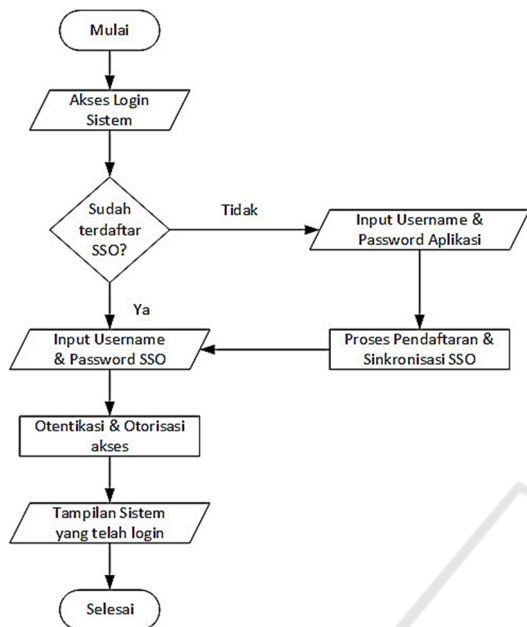 Mulai
Akses Login
Sistem
Sudah
terdaftar
SSO?
Tidak
Input Username &
Password Aplikasi
Ya
Proses Pendaftaran &
Sinkronisasi SSO
Input Username
& Password SSO
Otentikasi & Otorisasi
akses
Tampilan Sistem
yang telah login
Selesai